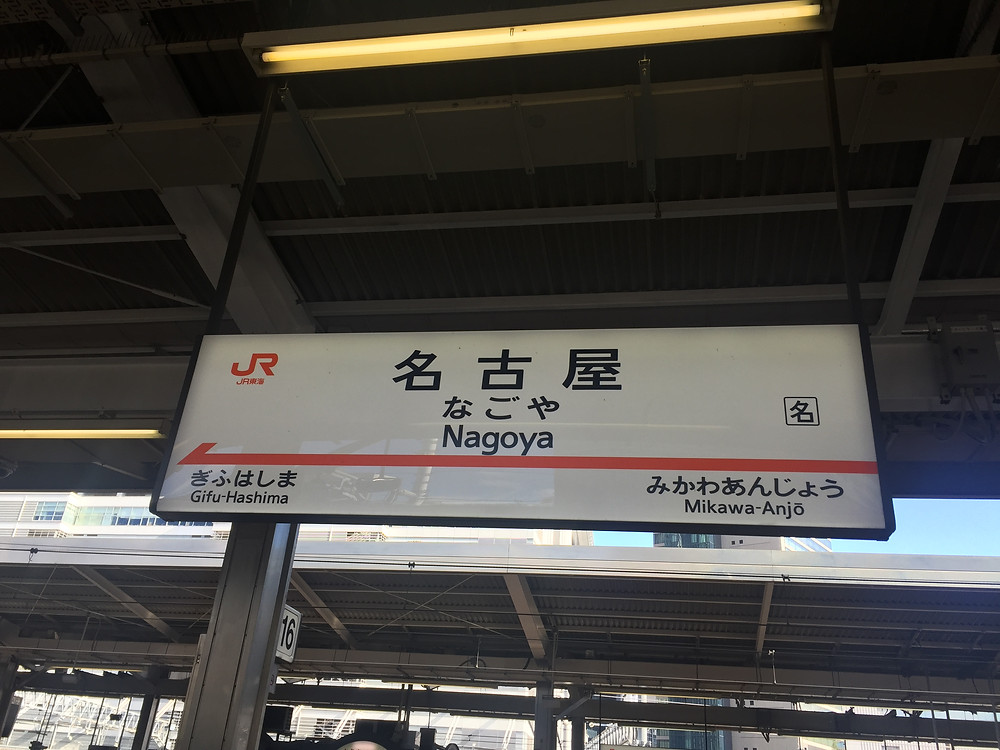 JR
JR東海
名古屋
なごや
Nagoya
名
ぎふはしま
Gifu-Hashima
みかわあんじょう
Mikawa-Anjō
16